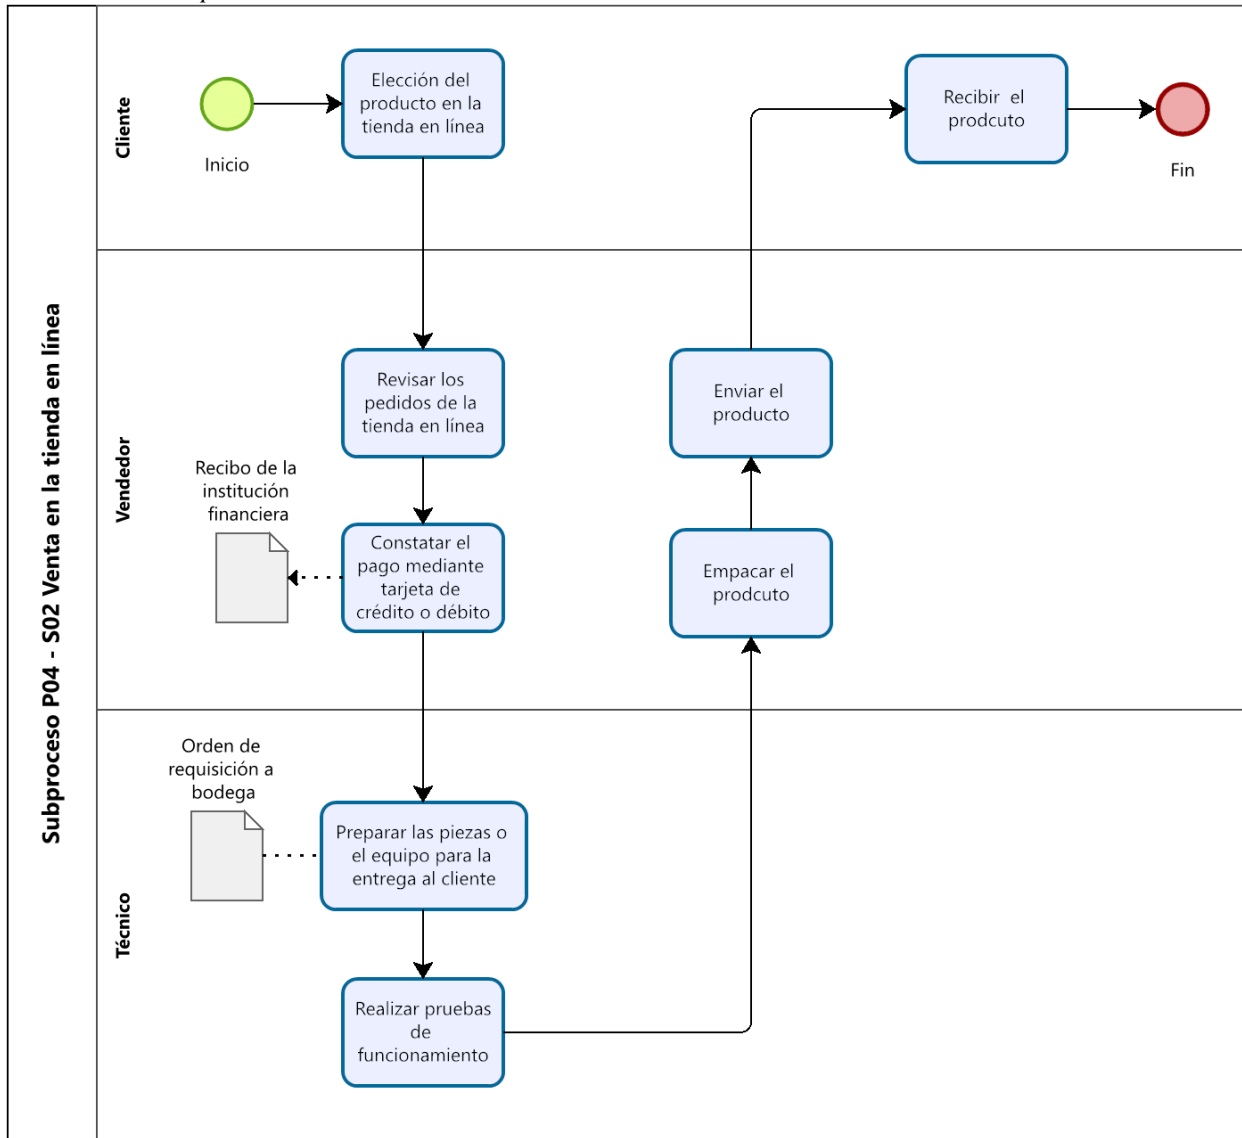 Subproceso P04 - S02 Venta en la tienda en línea
Cliente
Inicio
Elección del
producto en la
tienda en línea
Recibir el
prodcuto
Fin
Vendedor
Revisar los
pedidos de la
tienda en línea
Enviar el
producto
Recibo de la
institución
financiera
Constatar el
pago mediante
tarjeta de
crédito o débito
Empacar el
prodcuto
Técnico
Orden de
requisición a
bodega
Preparar las piezas o
el equipo para la
entrega al cliente
Realizar pruebas
de
funcionamiento